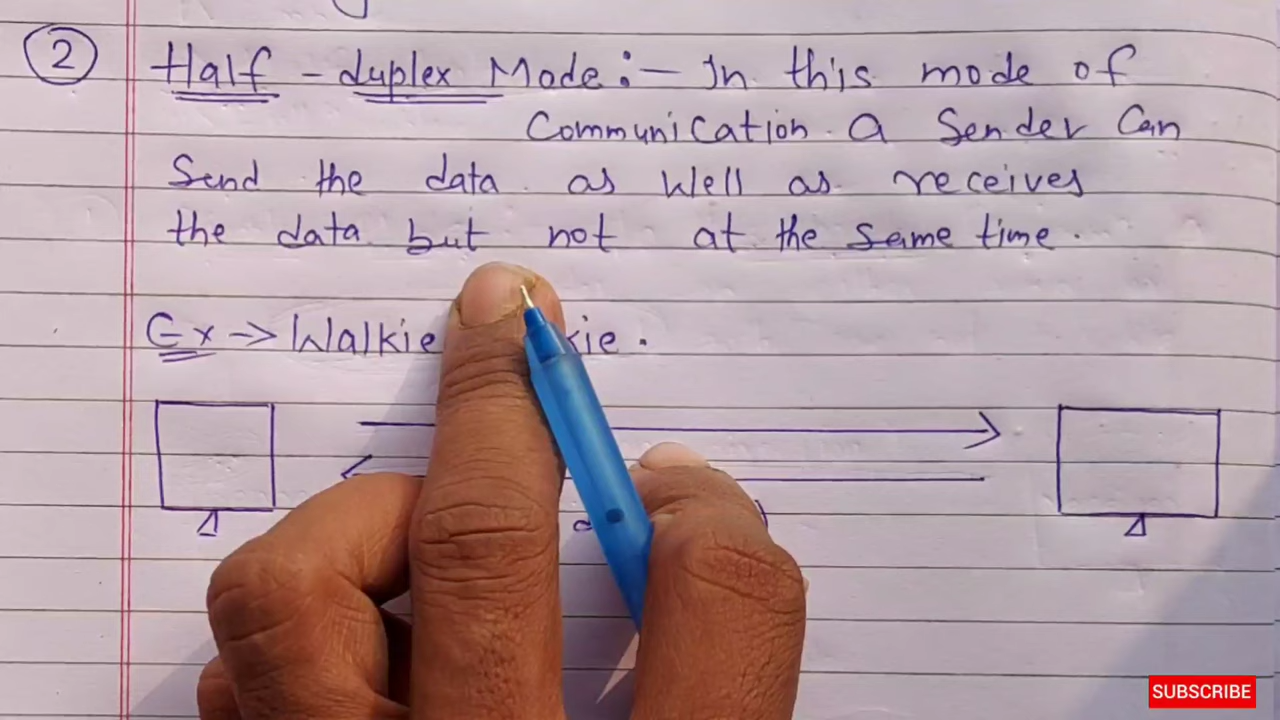 2 Half - duplex Mode :- In this mode of
Communication a Sender Can
Send the data as well as receives
the data but not at the same time.
Ex -> Walkie kie.
SUBSCRIBE